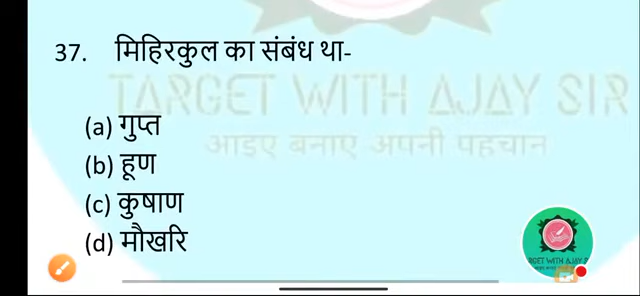 37. मिहिरकुल का संबंध था-
TARGET WITH AJAY SIR
आइए बनाए अपनी पहचान
(a) गुप्त
(b) हूण
(c) कुषाण
(d) मौखरि